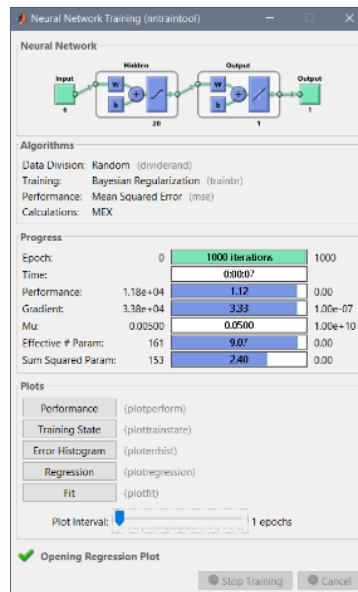 Neural Network Training (nntraintool)
Neural Network
Hidden Output
Input Output
W W
b b
6 20 1 1
Algorithms
Data Division: Random (dividerand)
Training: Bayesian Regularization (trainbr)
Performance: Mean Squared Error (mse)
Calculations: MEX
Progress
Epoch: 0 1000 iterations 1000
Time: 0:00:07
Performance: 1.18e+04 1.12 0.00
Gradient: 3.38e+04 3.33 1.00e-07
Mu: 0.00500 0.0500 1.00e+10
Effective # Param: 161 9.07 0.00
Sum Squared Param: 153 2.40 0.00
Plots
Performance (plotperform)
Training State (plottrainstate)
Error Histogram (ploterrhist)
Regression (plotregression)
Fit (plotfit)
Plot Interval: 1 epochs
Opening Regression Plot
Stop Training Cancel